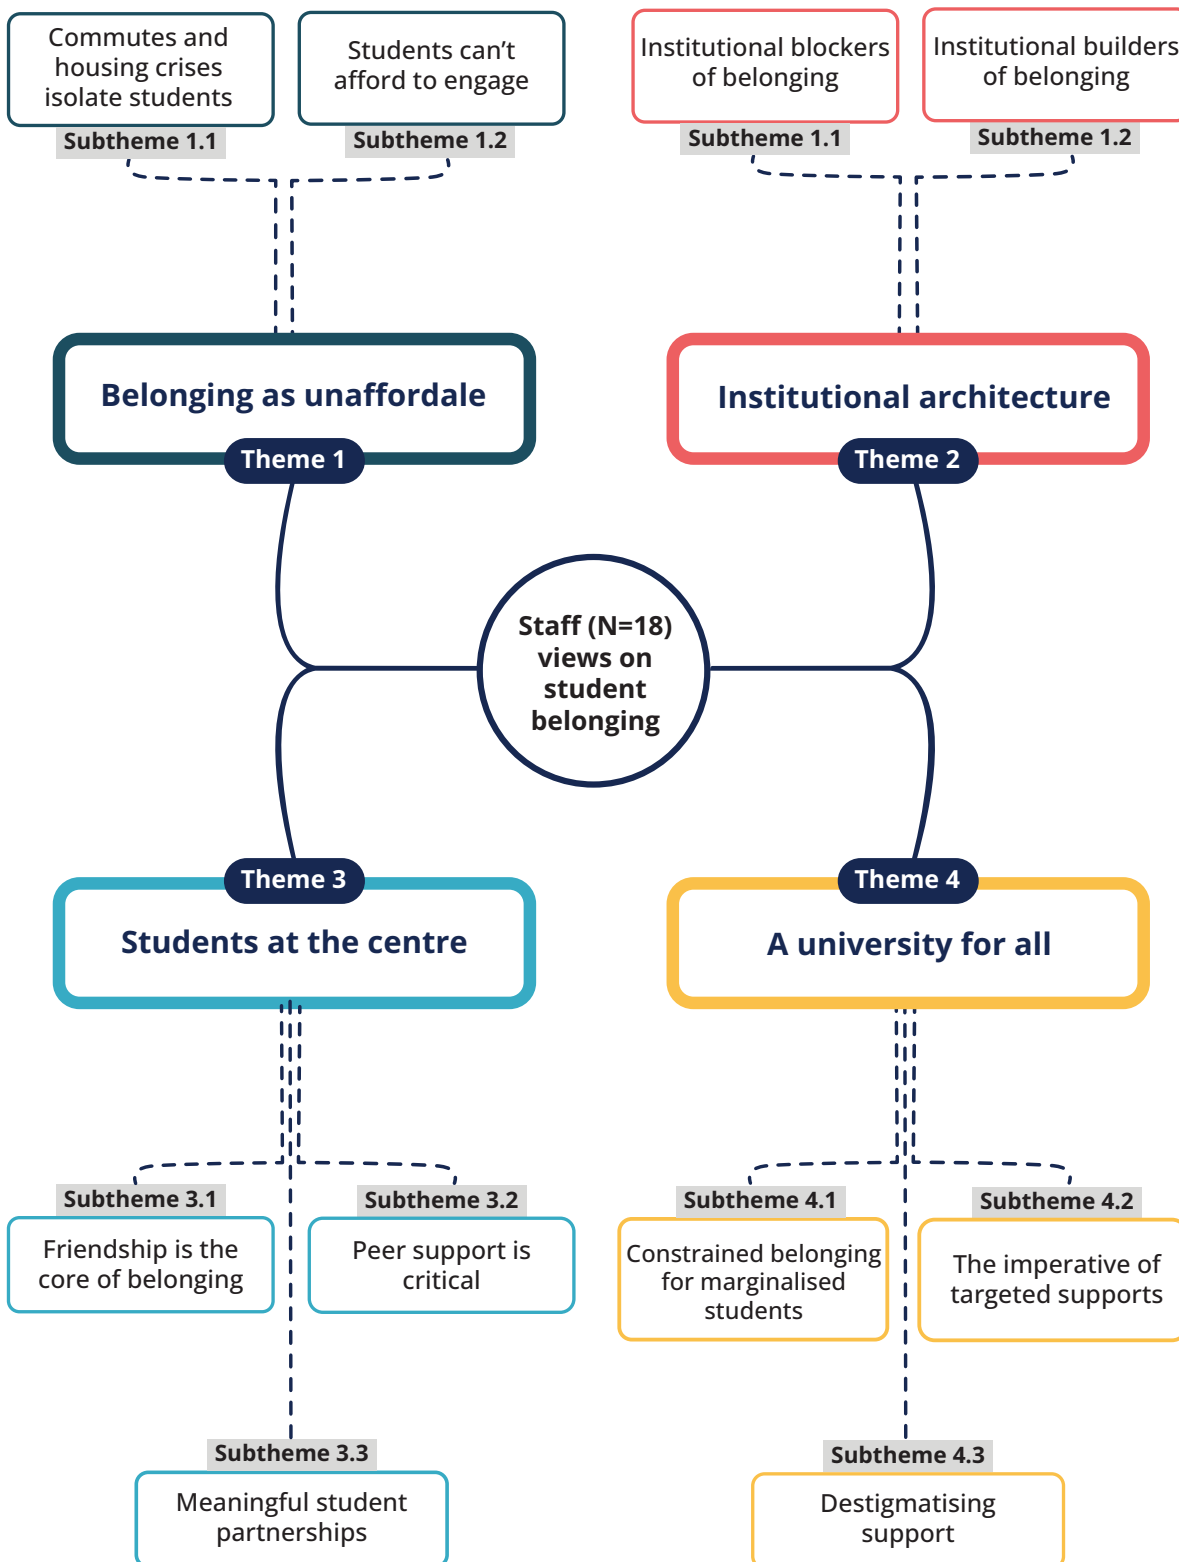 Commutes and
housing crises
isolate students
Subtheme 1.1
Students can’t
afford to engage
Subtheme 1.2
Institutional blockers
of belonging
Subtheme 1.1
Institutional builders
of belonging
Subtheme 1.2
Belonging as unaffordale
Theme 1
Institutional architecture
Theme 2
Staff (N=18)
views on
student
belonging
Theme 3
Students at the centre
Theme 4
A university for all
Subtheme 3.1
Friendship is the
core of belonging
Subtheme 3.2
Peer support is
critical
Subtheme 4.1
Constrained belonging
for marginalised
students
Subtheme 4.2
The imperative of
targeted supports
Subtheme 3.3
Meaningful student
partnerships
Subtheme 4.3
Destigmatising
support